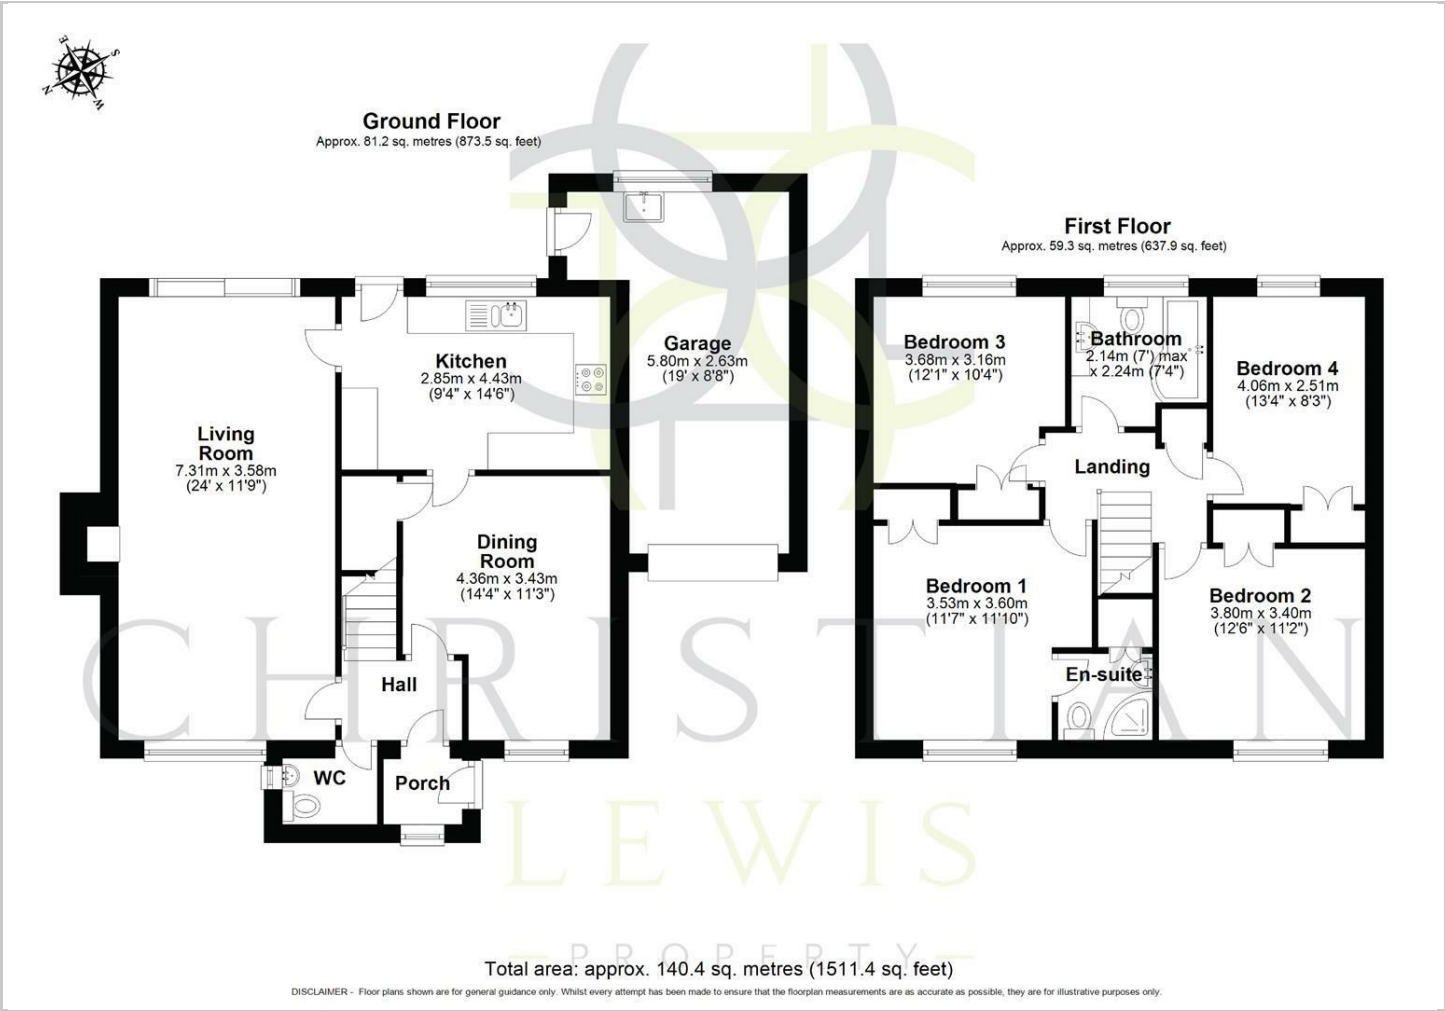 E
S
N
W
Ground Floor
Approx. 81.2 sq. metres (873.5 sq. feet)
First Floor
Approx. 59.3 sq. metres (637.9 sq. feet)
Living
Room
7.31m x 3.58m
(24' x 11'9")
Kitchen
2.85m x 4.43m
(9'4" x 14'6")
Garage
5.80m x 2.63m
(19' x 8'8")
Dining
Room
4.36m x 3.43m
(14'4" x 11'3")
Hall
WC
Porch
Bedroom 3
3.68m x 3.16m
(12'1" x 10'4")
Bathroom
2.14m (7') max
x 2.24m (7'4")
Bedroom 4
4.06m x 2.51m
(13'4" x 8'3")
Landing
Bedroom 1
3.53m x 3.60m
(11'7" x 11'10")
Bedroom 2
3.80m x 3.40m
(12'6" x 11'2")
En-suite
CHRISTIAN
LEWIS
PROPERTY
Total area: approx. 140.4 sq. metres (1511.4 sq. feet)
DISCLAIMER - Floor plans shown are for general guidance only. Whilst every attempt has been made to ensure that the floorplan measurements are as accurate as possible, they are for illustrative purposes only.